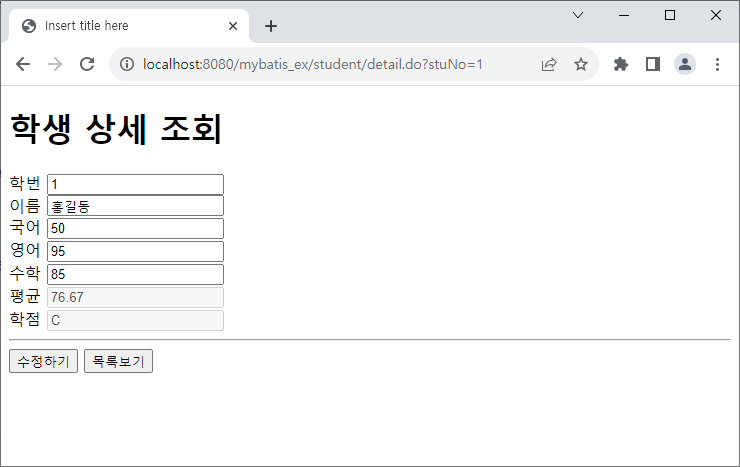 Insert title here
localhost:8080/mybatis_ex/student/detail.do?stuNo=1
학생 상세 조회
학번 1
이름 홍길동
국어 50
영어 95
수학 85
평균 76.67
학점 C
수정하기 목록보기